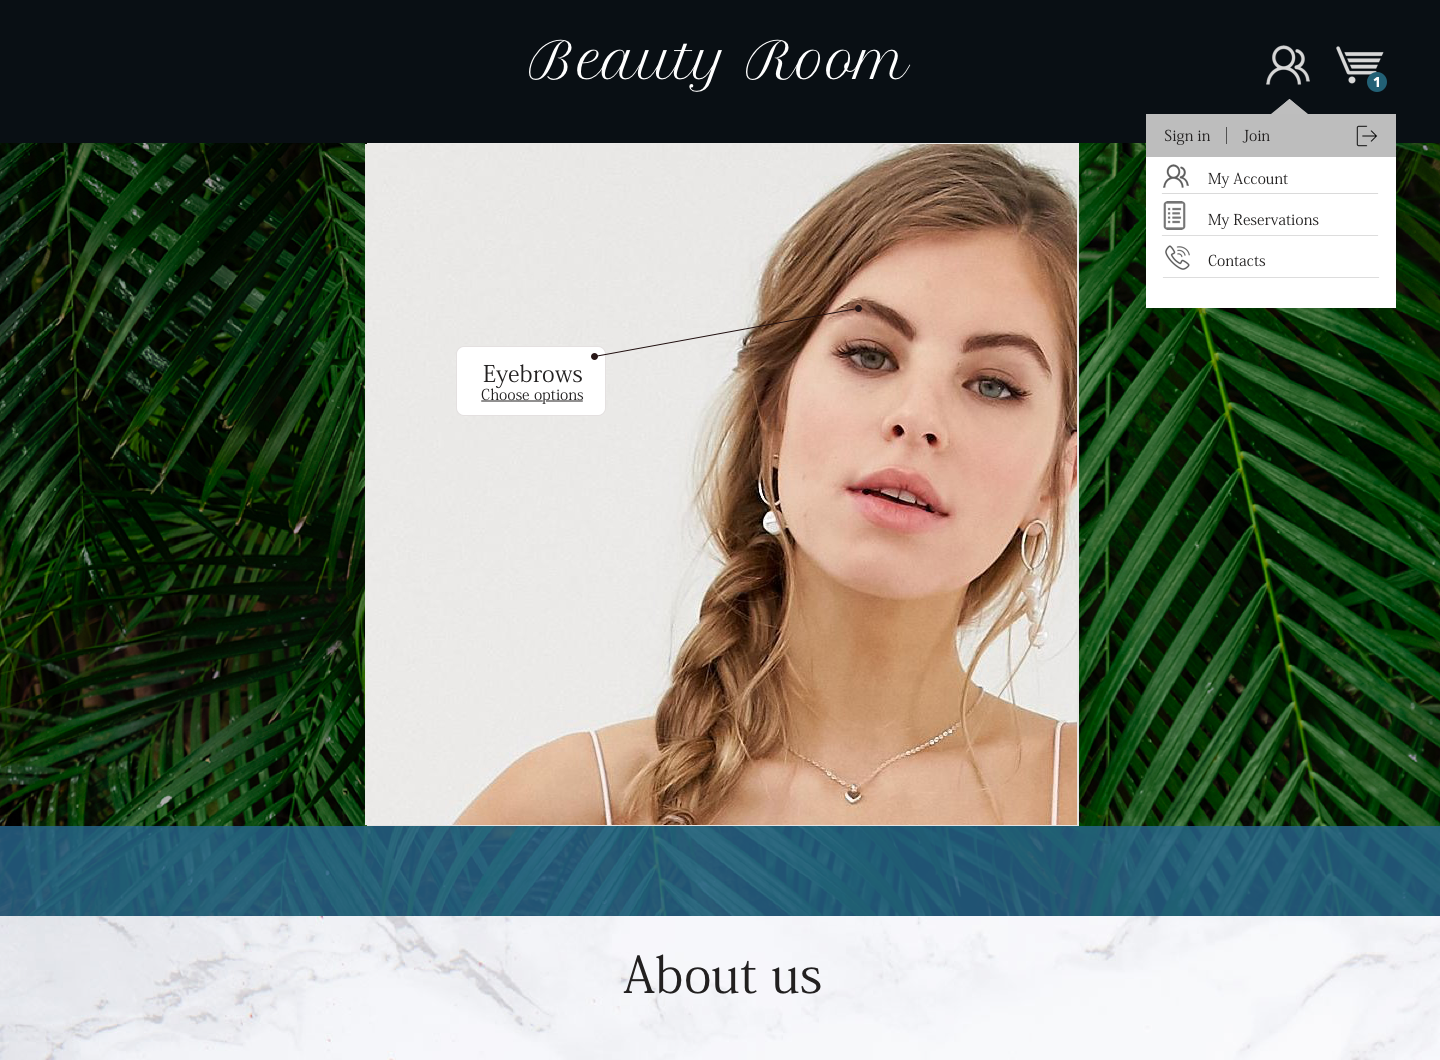 Beauty Room
1
Sign in | Join
My Account
My Reservations
Contacts
Eyebrows
Choose options
About us